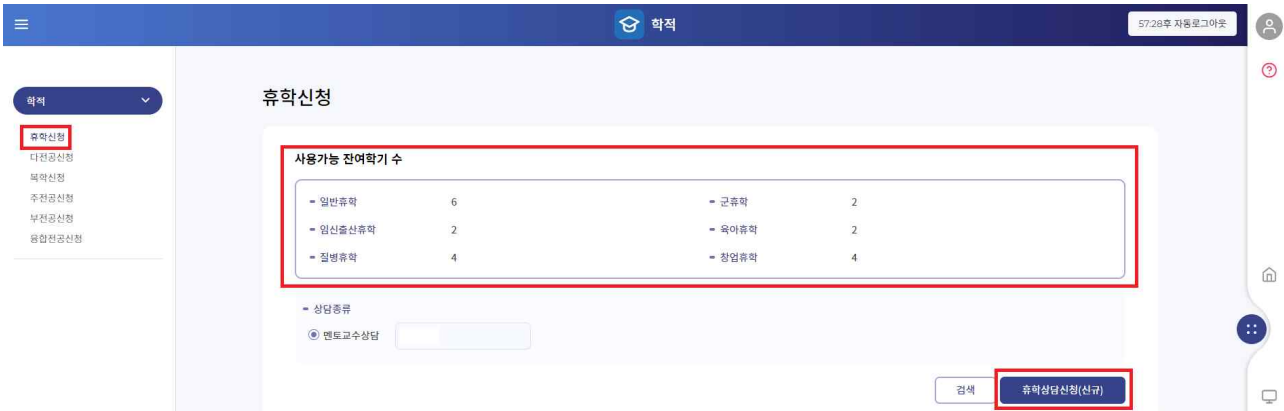 학적
57:28후 자동로그아웃
학적
휴학신청
다전공신청
복학신청
주전공신청
부전공신청
융합전공신청
휴학신청
사용가능 잔여학기 수
일반휴학 6 군휴학 2
임신출산휴학 2 육아휴학 2
질병휴학 4 창업휴학 4
상담종류
멘토교수상담
검색 휴학상담신청(신규)